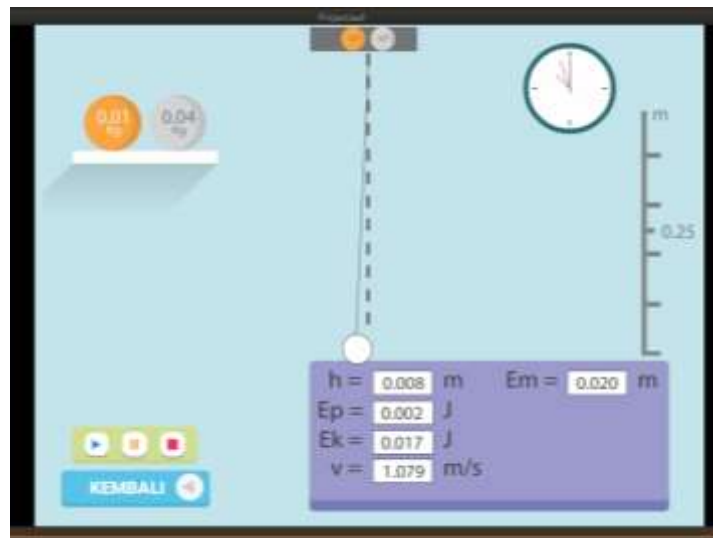 0.01
Kg
0.04
Kg
m
0.25
h = 0.008 m
Em = 0.020 m
Ep = 0.002 J
Ek = 0.017 J
v = 1.079 m/s
KEMBALI